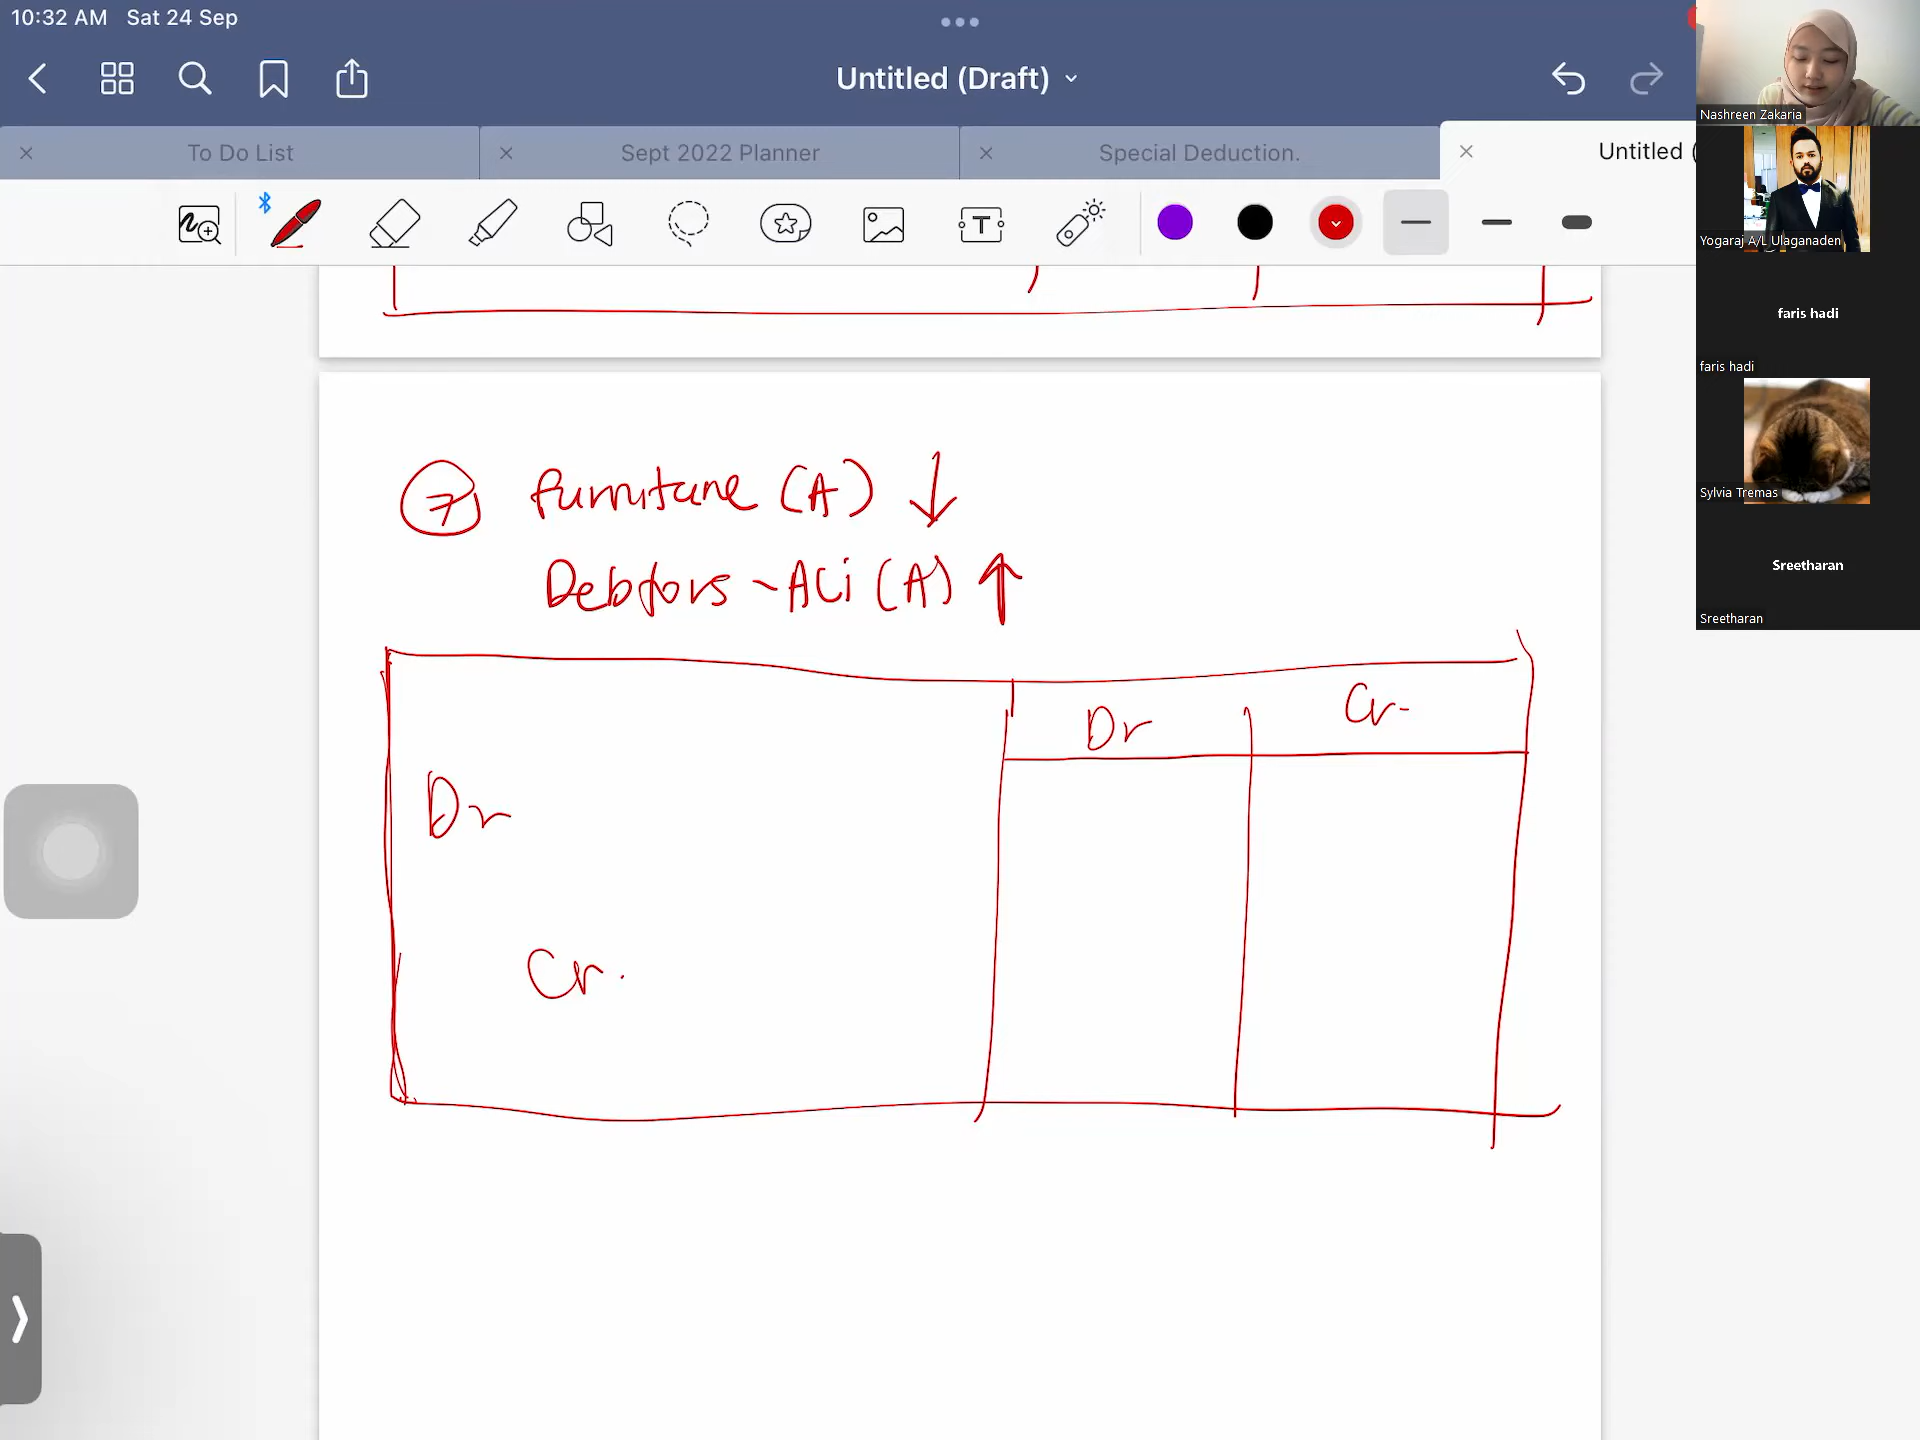 10:32 AM Sat 24 Sep
Untitled (Draft)
To Do List
Sept 2022 Planner
Special Deduction.
Untitled (
T
Nashreen Zakaria
Yogaraj A/L Ulaganaden
faris hadi
faris hadi
Sylvia Tremas
Sreetharan
Sreetharan
7 furniture (A) ↓
Debtors - Ali (A) ↑
Dr Cr.
Dr
Cr.